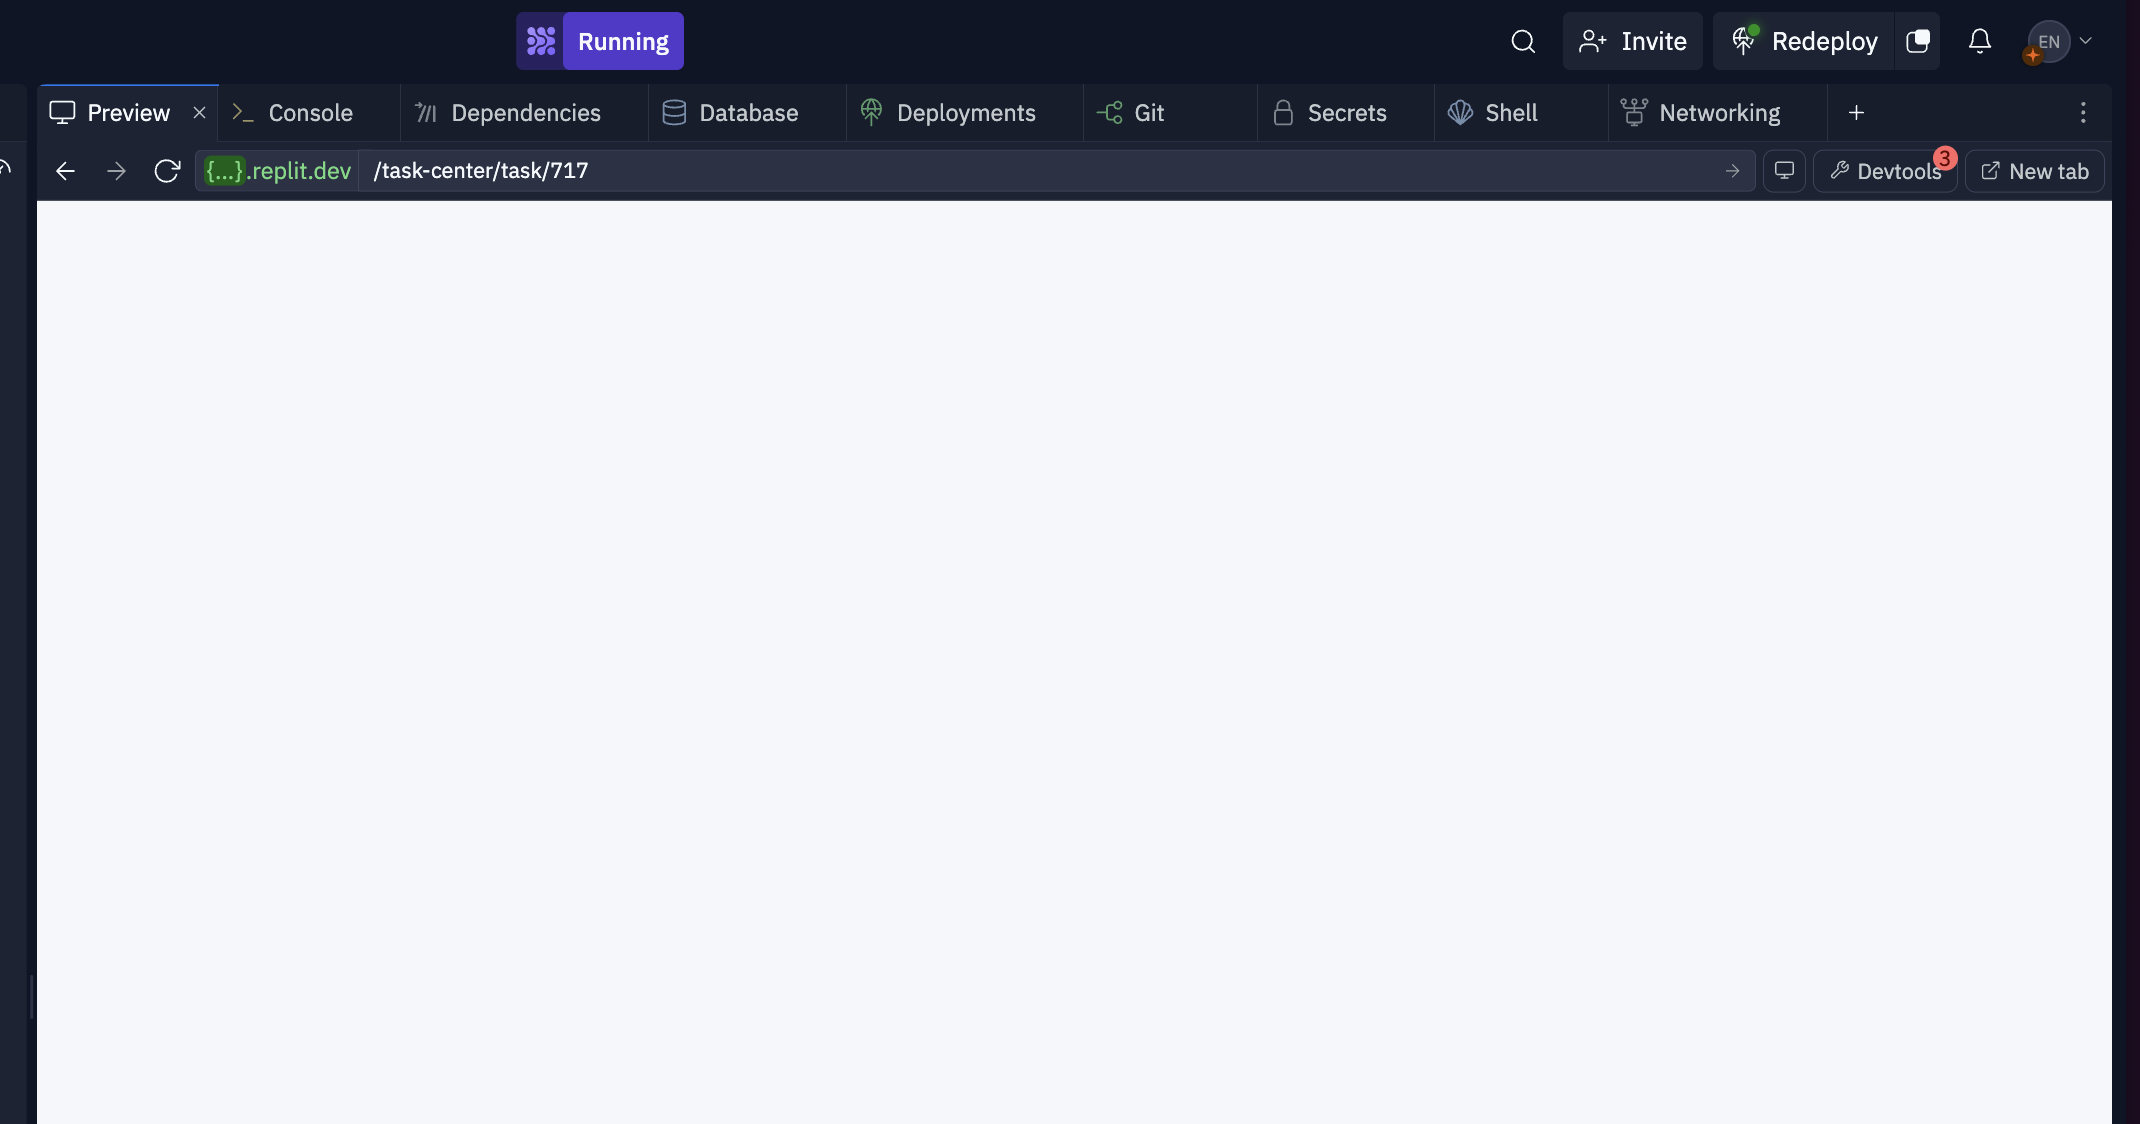 Running
Invite
Redeploy
EN
Preview
Console
Dependencies
Database
Deployments
Git
Secrets
Shell
Networking
{...}.replit.dev
/task-center/task/717
Devtools
3
New tab